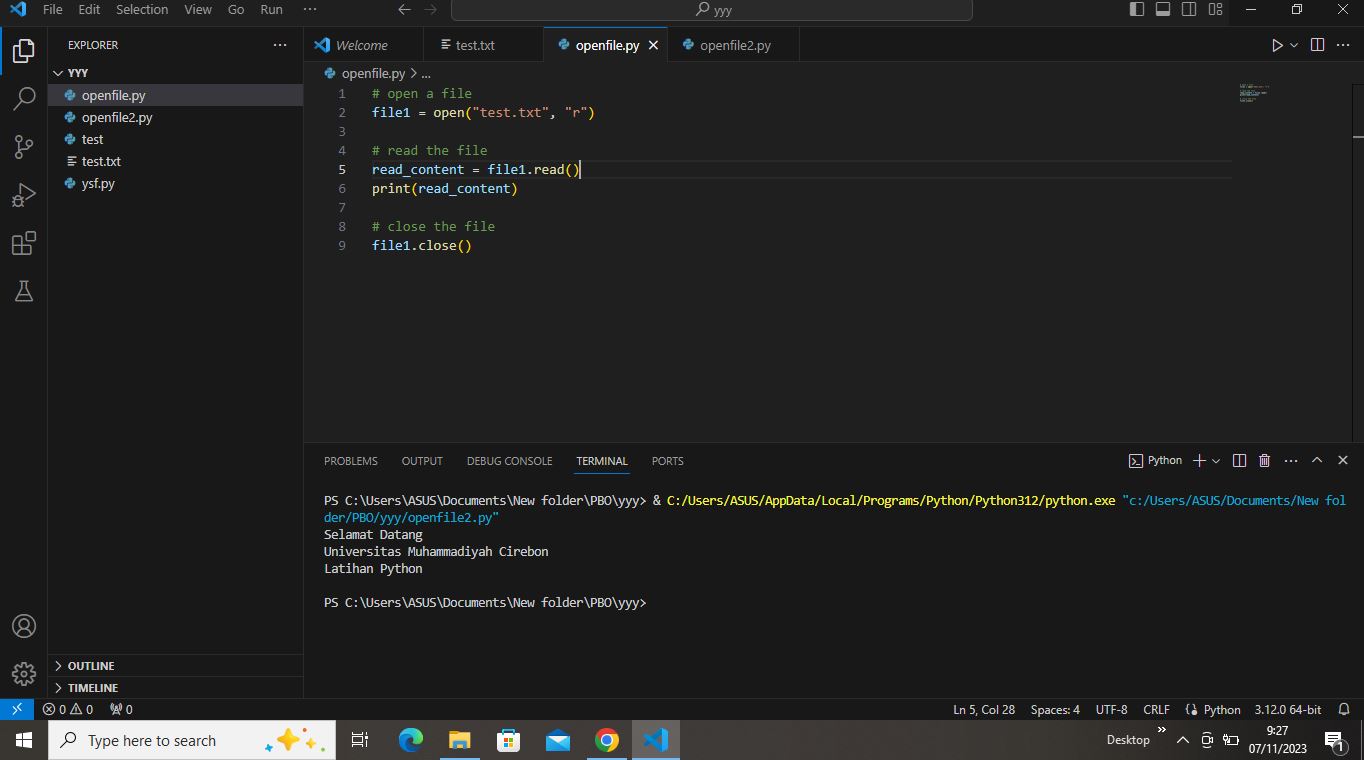 File Edit Selection View Go Run ··· yyy
EXPLORER ···
YYY
openfile.py
openfile2.py
test
test.txt
ysf.py
OUTLINE
TIMELINE
Welcome test.txt openfile.py openfile2.py ···
openfile.py > ...
1 # open a file
2 file1 = open("test.txt", "r")
3
4 # read the file
5 read_content = file1.read()
6 print(read_content)
7
8 # close the file
9 file1.close()
PROBLEMS OUTPUT DEBUG CONSOLE TERMINAL PORTS Python ···
PS C:\Users\ASUS\Documents\New folder\PBO\yyy> & C:/Users/ASUS/AppData/Local/Programs/Python/Python312/python.exe "c:/Users/ASUS/Documents/New fol
der/PBO/yyy/openfile2.py"
Selamat Datang
Universitas Muhammadiyah Cirebon
Latihan Python
PS C:\Users\ASUS\Documents\New folder\PBO\yyy>
0 0 0 Ln 5, Col 28 Spaces: 4 UTF-8 CRLF Python 3.12.0 64-bit
Type here to search Desktop » 9:27
07/11/2023 1